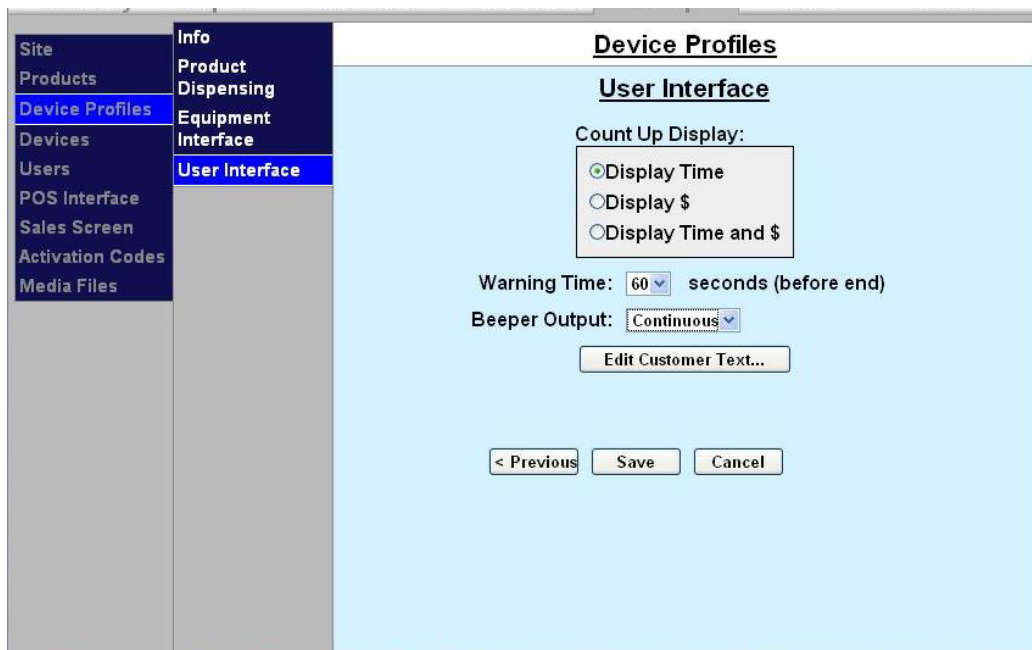 Site
Products
Device Profiles
Devices
Users
POS Interface
Sales Screen
Activation Codes
Media Files
Info
Product
Dispensing
Equipment
Interface
User Interface
Device Profiles
User Interface
Count Up Display:
Display Time
Display $
Display Time and $
Warning Time: 60 seconds (before end)
Beeper Output: Continuous
Edit Customer Text...
< Previous Save Cancel